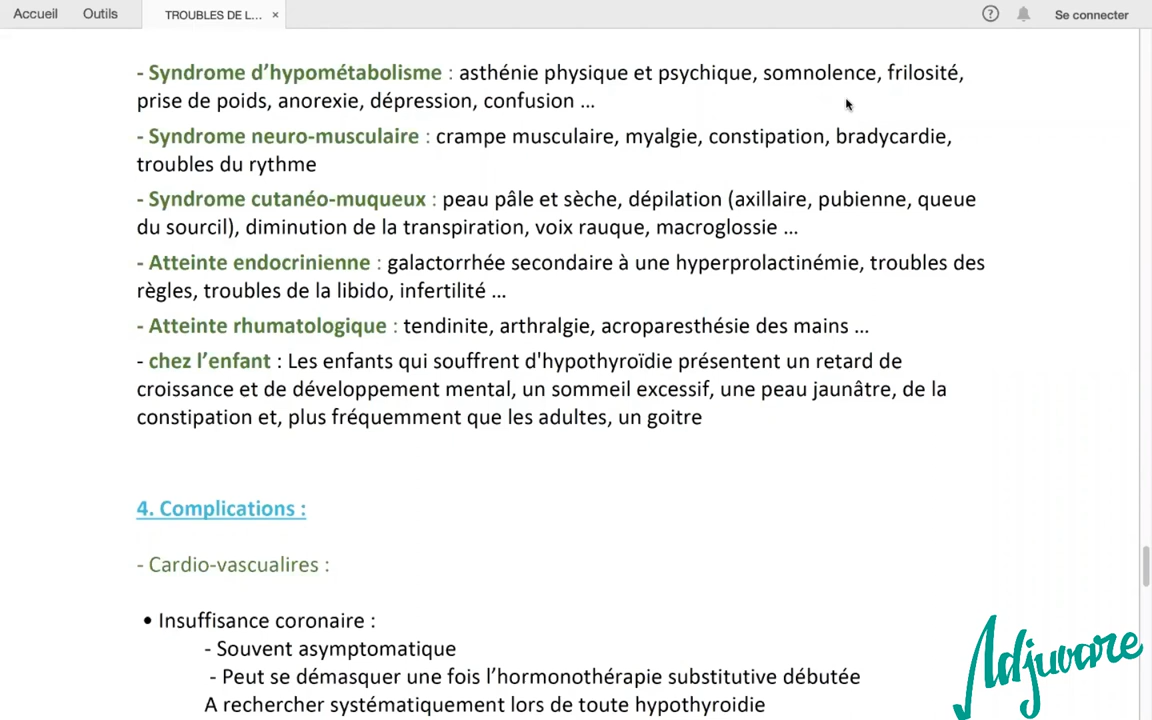 Accueil Outils TROUBLES DE L... × ? Se connecter
- Syndrome d’hypométabolisme : asthénie physique et psychique, somnolence, frilosité,
prise de poids, anorexie, dépression, confusion ...
- Syndrome neuro-musculaire : crampe musculaire, myalgie, constipation, bradycardie,
troubles du rythme
- Syndrome cutanéo-muqueux : peau pâle et sèche, dépilation (axillaire, pubienne, queue
du sourcil), diminution de la transpiration, voix rauque, macroglossie ...
- Atteinte endocrinienne : galactorrhée secondaire à une hyperprolactinémie, troubles des
règles, troubles de la libido, infertilité ...
- Atteinte rhumatologique : tendinite, arthralgie, acroparesthésie des mains ...
- chez l’enfant : Les enfants qui souffrent d'hypothyroïdie présentent un retard de
croissance et de développement mental, un sommeil excessif, une peau jaunâtre, de la
constipation et, plus fréquemment que les adultes, un goitre
4. Complications :
- Cardio-vascualires :
• Insuffisance coronaire :
- Souvent asymptomatique
- Peut se démasquer une fois l’hormonothérapie substitutive débutée
A rechercher systématiquement lors de toute hypothyroidie
Adjuvare